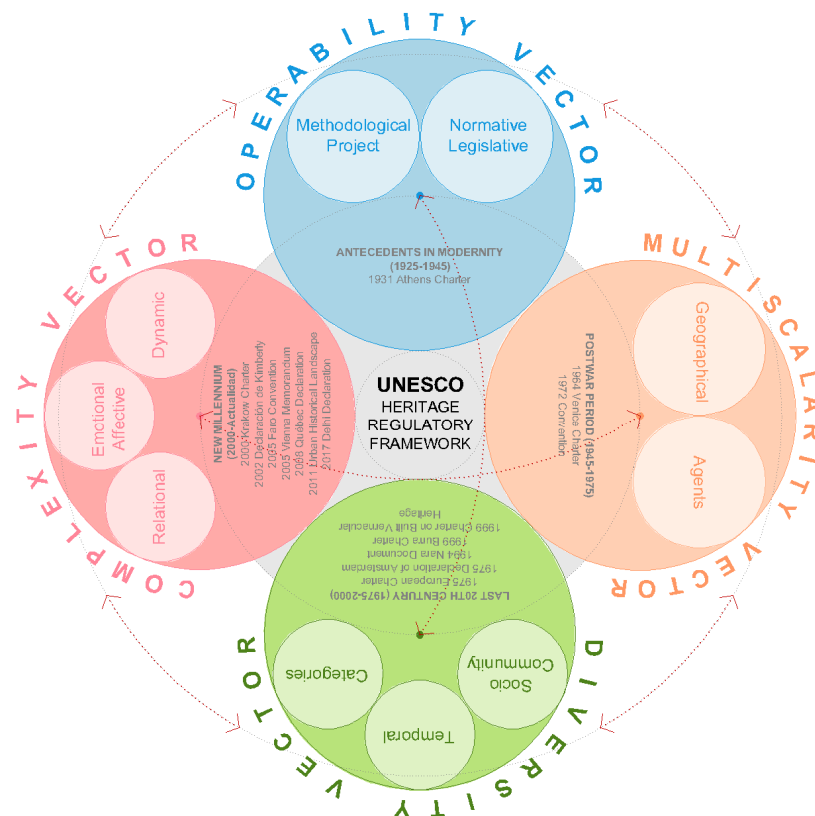 OPERABILITY VECTOR
Methodological
Project
Normative
Legislative
ANTECEDENTS IN MODERNITY
(1925-1945)
1931 Athens Charter
MULTISCALARITY VECTOR
Geographical
Agents
POSTWAR PERIOD (1945-1975)
1964 Venice Charter
1972 Convention
UNESCO
HERITAGE
REGULATORY
FRAMEWORK
DIVERSITY VECTOR
LAST 20TH CENTURY (1975-2000)
1975 European Charter
1975 Declaration of Amsterdam
1994 Nara Document
1999 Burra Charter
1999 Charter on Built Vernacular
Heritage
Socio
Community
Temporal
Categories
COMPLEXITY VECTOR
Dynamic
Emotional
Affective
Relational
NEW MILLENNIUM
(2000-Actualidad)
2000 Krakow Charter
2002 Declaración de Kimberly
2005 Faro Convention
2005 Vienna Memorandum
2008 Québec Declaration
2011 Urban Historical Landscape
2017 Delhi Declaration